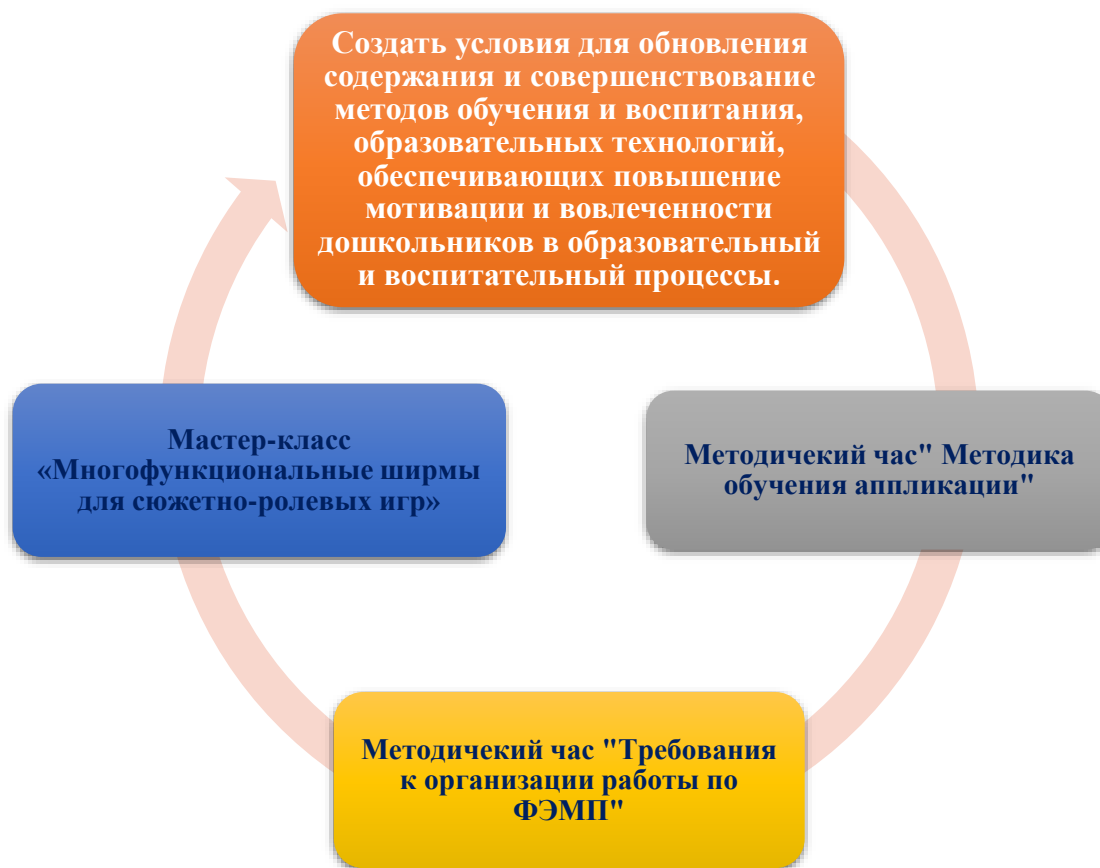 Создать условия для обновления
содержания и совершенствование
методов обучения и воспитания,
образовательных технологий,
обеспечивающих повышение
мотивации и вовлеченности
дошкольников в образовательный
и воспитательный процессы.
Методичекий час" Методика
обучения аппликации"
Методичекий час "Требования
к организации работы по
ФЭМП"
Мастер-класс
«Многофункциональные ширмы
для сюжетно-ролевых игр»